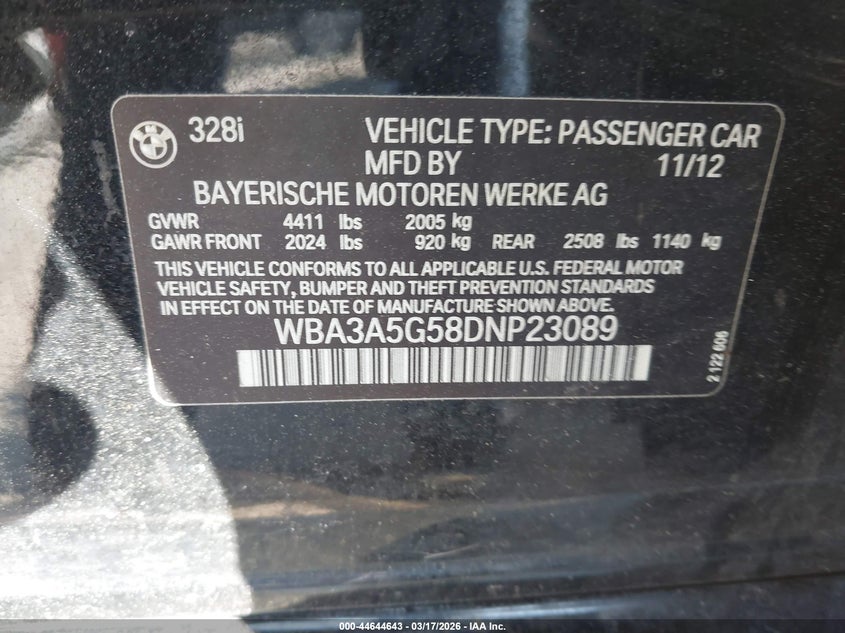 328i VEHICLE TYPE: PASSENGER CAR
MFD BY 11/12
BAYERISCHE MOTOREN WERKE AG
GVWR 4411 lbs 2005 kg
GAWR FRONT 2024 lbs 920 kg REAR 2508 lbs 1140 kg
THIS VEHICLE CONFORMS TO ALL APPLICABLE U.S. FEDERAL MOTOR
VEHICLE SAFETY, BUMPER AND THEFT PREVENTION STANDARDS
IN EFFECT ON THE DATE OF MANUFACTURE SHOWN ABOVE.
WBA3A5G58DNP23089
2 122 606
000-44644643 - 03/17/2026 - IAA Inc.